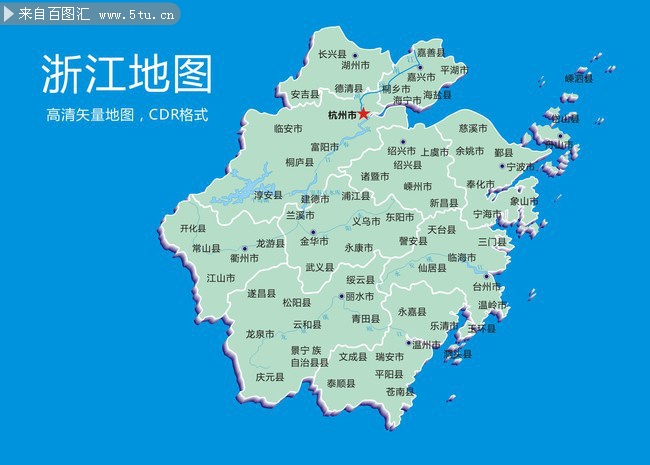 来自百图汇 www.5tu.cn
浙江地图
高清矢量地图，CDR格式
长兴县
湖州市
嘉善县
嘉兴市
平湖市
安吉县
德清县
桐乡市
海宁市
海盐县
杭州市
临安市
富阳市
桐庐县
淳安县
建德市
嵊泗县
岱山县
舟山市
慈溪市
绍兴市
上虞市
余姚市
鄞县
绍兴县
宁波市
诸暨市
嵊州市
奉化市
浦江县
新昌县
宁海市
象山市
兰溪市
义乌市
东阳市
开化县
常山县
龙游县
金华市
永康市
磐安县
天台县
三门县
衢州市
临海市
仙居县
江山市
武义县
缙云县
台州市
遂昌县
松阳县
丽水市
温岭市
云和县
青田县
永嘉县
乐清市
玉环县
龙泉市
温州市
洞头县
景宁 族
自治县县
文成县
瑞安市
庆元县
泰顺县
平阳县
苍南县